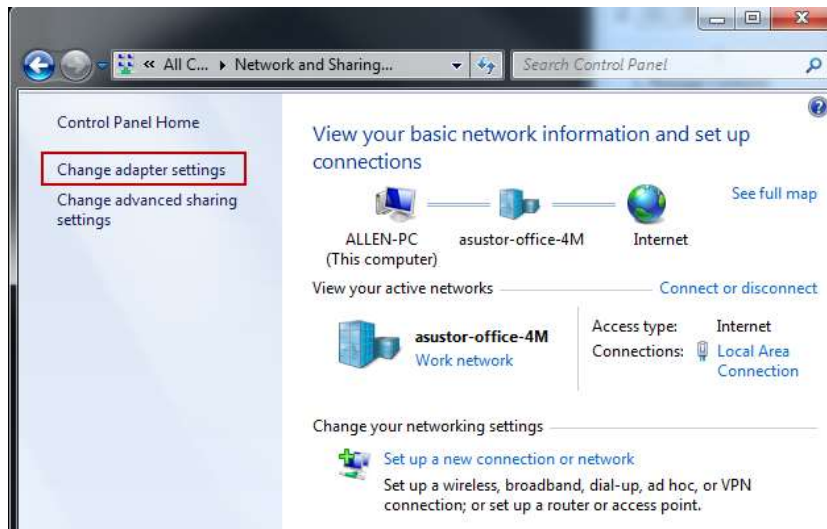 « All C... ▸ Network and Sharing...
Search Control Panel
Control Panel Home
Change adapter settings
Change advanced sharing
settings
View your basic network information and set up
connections
See full map
ALLEN-PC
(This computer)
asustor-office-4M
Internet
View your active networks
Connect or disconnect
asustor-office-4M
Work network
Access type: Internet
Connections: Local Area
Connection
Change your networking settings
Set up a new connection or network
Set up a wireless, broadband, dial-up, ad hoc, or VPN
connection; or set up a router or access point.